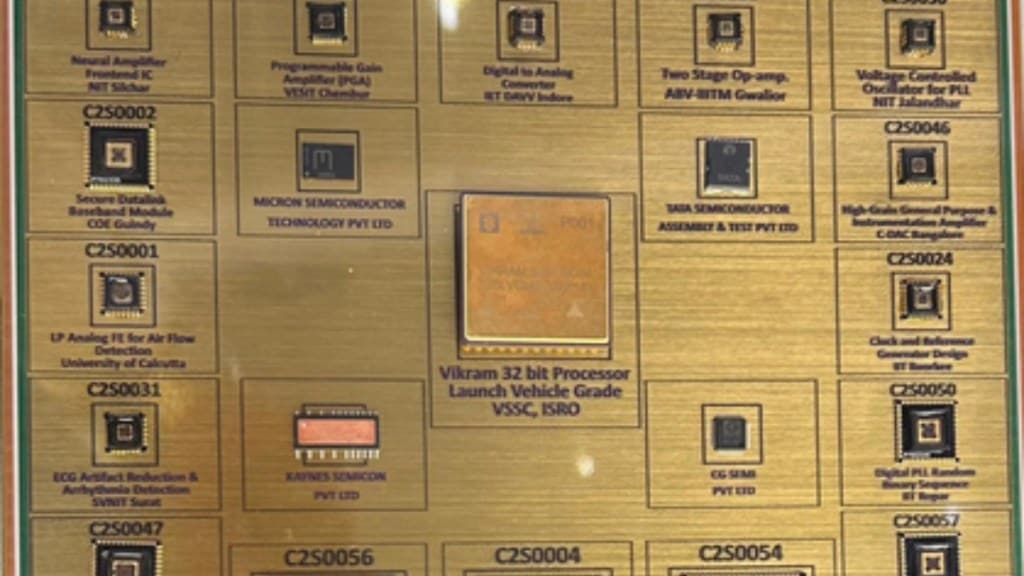 Neural Amplifier
Frontend IC
NIT Silchar
Programmable Gain
Amplifier (PGA)
VESIT Chembur
Digital to Analog
Converter
IET DAVV Indore
Two Stage Op-amp.
ABV-IIITM Gwalior
Voltage Controlled
Oscillator for PLL
NIT Jalandhar
C2S0002
Secure Datalink
Baseband Module
COE Guindy
MICRON SEMICONDUCTOR
TECHNOLOGY PVT LTD
TATA SEMICONDUCTOR
ASSEMBLY & TEST PVT LTD
C2S0046
High-Grain General Purpose &
Instrumentation Amplifier
C-DAC Bangalore
P001
C2S0001
LP Analog FE for Air Flow
Detection
University of Calcutta
Vikram 32 bit Processor
Launch Vehicle Grade
VSSC, ISRO
C2S0024
Clock and Reference
Generator Design
IIT Roorkee
C2S0031
ECG Artifact Reduction &
Arrhythmia Detection
SVNIT Surat
KAYNES SEMICON
PVT LTD
CG SEMI
PVT LTD
C2S0050
Digital PLL Random
Binary Sequence
IIT Ropar
C2S0047
C2S0056
C2S0004
C2S0054
C2S0057